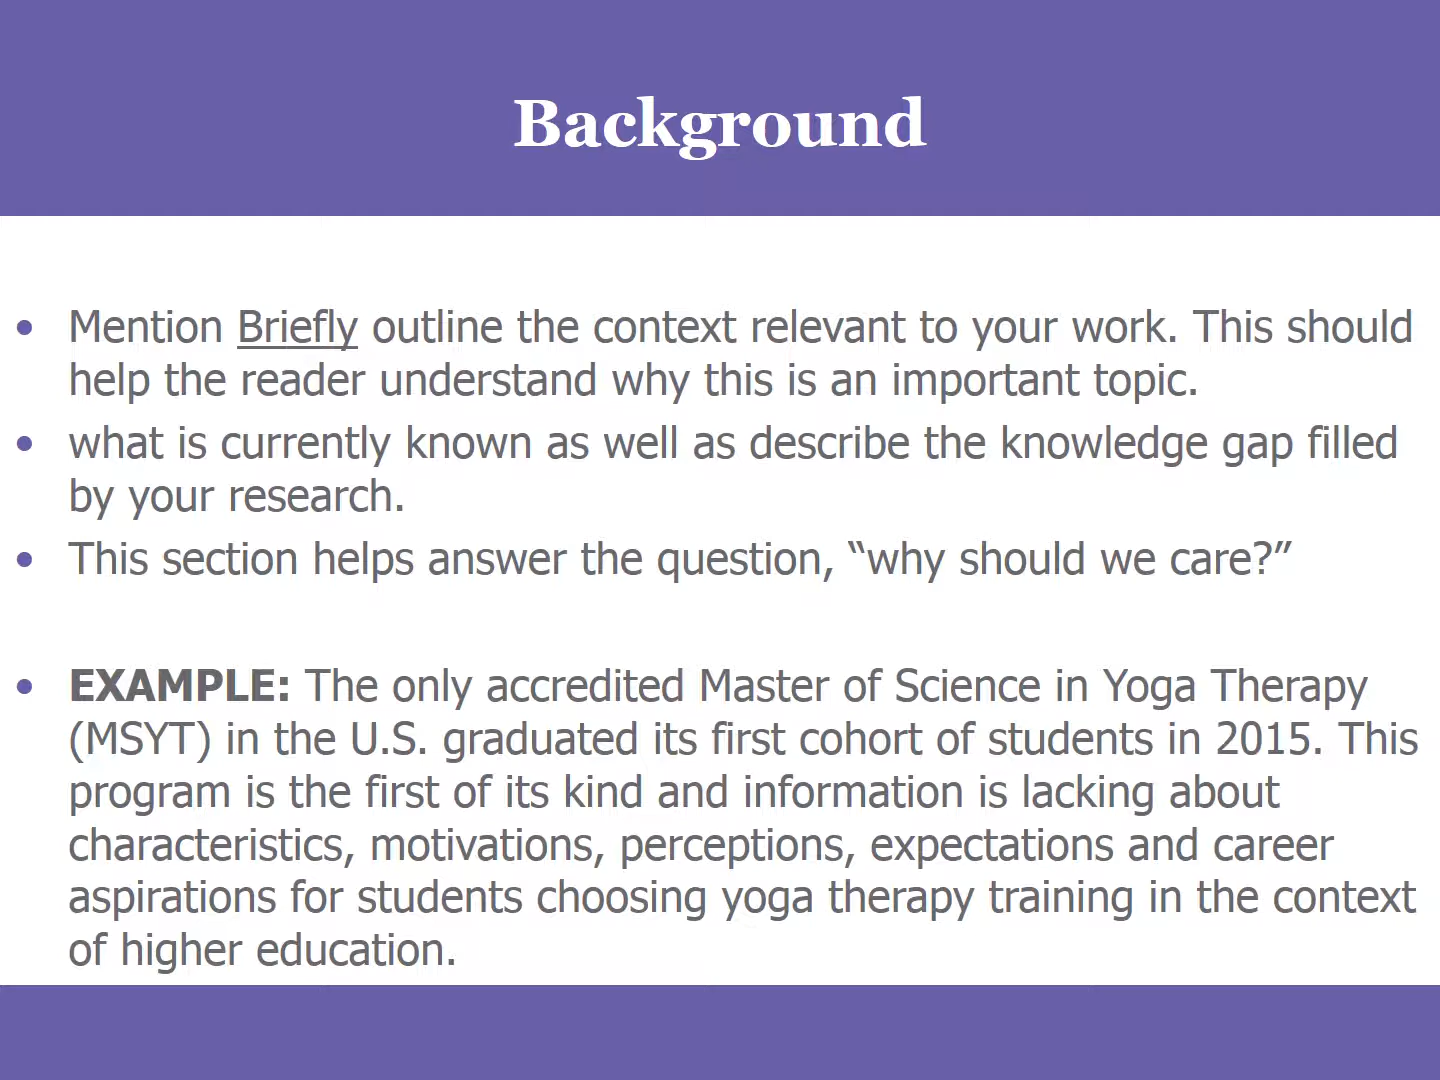 Background
• Mention Briefly outline the context relevant to your work. This should
help the reader understand why this is an important topic.
• what is currently known as well as describe the knowledge gap filled
by your research.
• This section helps answer the question, “why should we care?”
• EXAMPLE: The only accredited Master of Science in Yoga Therapy
(MSYT) in the U.S. graduated its first cohort of students in 2015. This
program is the first of its kind and information is lacking about
characteristics, motivations, perceptions, expectations and career
aspirations for students choosing yoga therapy training in the context
of higher education.